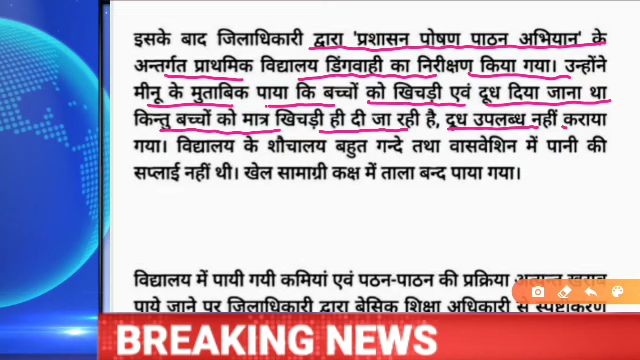 इसके बाद जिलाधिकारी द्वारा 'प्रशासन पोषण पाठन अभियान' के
अन्तर्गत प्राथमिक विद्यालय डिंगवाही का निरीक्षण किया गया। उन्होंने
मीनू के मुताबिक पाया कि बच्चों को खिचड़ी एवं दूध दिया जाना था
किन्तु बच्चों को मात्र खिचड़ी ही दी जा रही है, दूध उपलब्ध नहीं कराया
गया। विद्यालय के शौचालय बहुत गन्दे तथा वासवेशिन में पानी की
सप्लाई नहीं थी। खेल सामाग्री कक्ष में ताला बन्द पाया गया।
विद्यालय में पायी गयी कमियां एवं पठन-पाठन की प्रक्रिया
पाये जाने पर जिलाधिकारी द्वारा बेसिक शिक्षा अधिकारी से स्पष्टीकरण
BREAKING NEWS